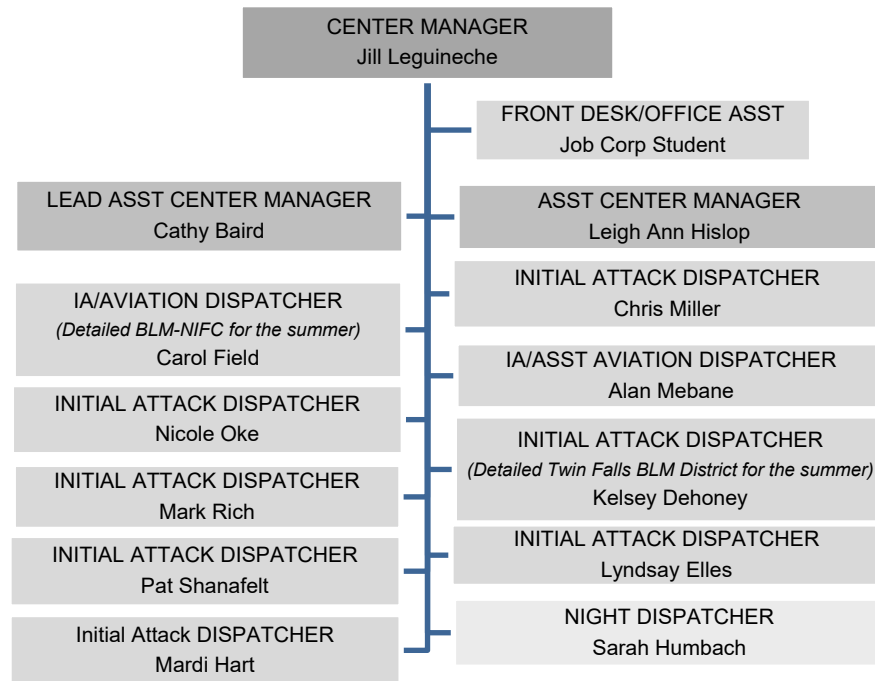 CENTER MANAGER
Jill Leguineche
FRONT DESK/OFFICE ASST
Job Corp Student
LEAD ASST CENTER MANAGER
Cathy Baird
ASST CENTER MANAGER
Leigh Ann Hislop
IA/AVIATION DISPATCHER
(Detailed BLM-NIFC for the summer)
Carol Field
INITIAL ATTACK DISPATCHER
Chris Miller
IA/ASST AVIATION DISPATCHER
Alan Mebane
INITIAL ATTACK DISPATCHER
Nicole Oke
INITIAL ATTACK DISPATCHER
(Detailed Twin Falls BLM District for the summer)
Kelsey Dehoney
INITIAL ATTACK DISPATCHER
Mark Rich
INITIAL ATTACK DISPATCHER
Lyndsay Elles
INITIAL ATTACK DISPATCHER
Pat Shanafelt
NIGHT DISPATCHER
Sarah Humbach
Initial Attack DISPATCHER
Mardi Hart